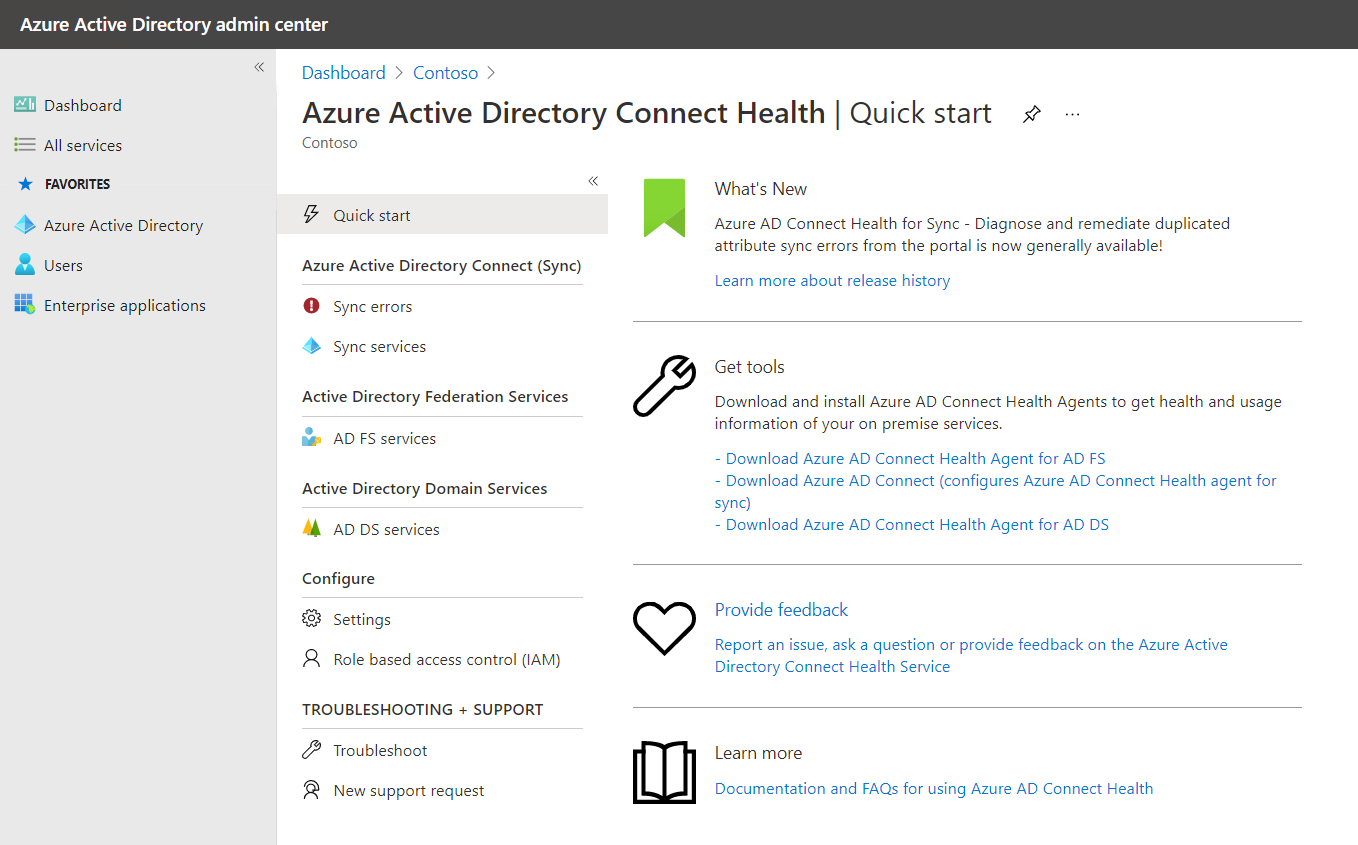 Azure Active Directory admin center
Dashboard
All services
FAVORITES
Azure Active Directory
Users
Enterprise applications
Dashboard > Contoso >
Azure Active Directory Connect Health | Quick start
Contoso
Quick start
Azure Active Directory Connect (Sync)
Sync errors
Sync services
Active Directory Federation Services
AD FS services
Active Directory Domain Services
AD DS services
Configure
Settings
Role based access control (IAM)
TROUBLESHOOTING + SUPPORT
Troubleshoot
New support request
What's New
Azure AD Connect Health for Sync - Diagnose and remediate duplicated
attribute sync errors from the portal is now generally available!
Learn more about release history
Get tools
Download and install Azure AD Connect Health Agents to get health and usage
information of your on premise services.
- Download Azure AD Connect Health Agent for AD FS
- Download Azure AD Connect (configures Azure AD Connect Health agent for
sync)
- Download Azure AD Connect Health Agent for AD DS
Provide feedback
Report an issue, ask a question or provide feedback on the Azure Active
Directory Connect Health Service
Learn more
Documentation and FAQs for using Azure AD Connect Health